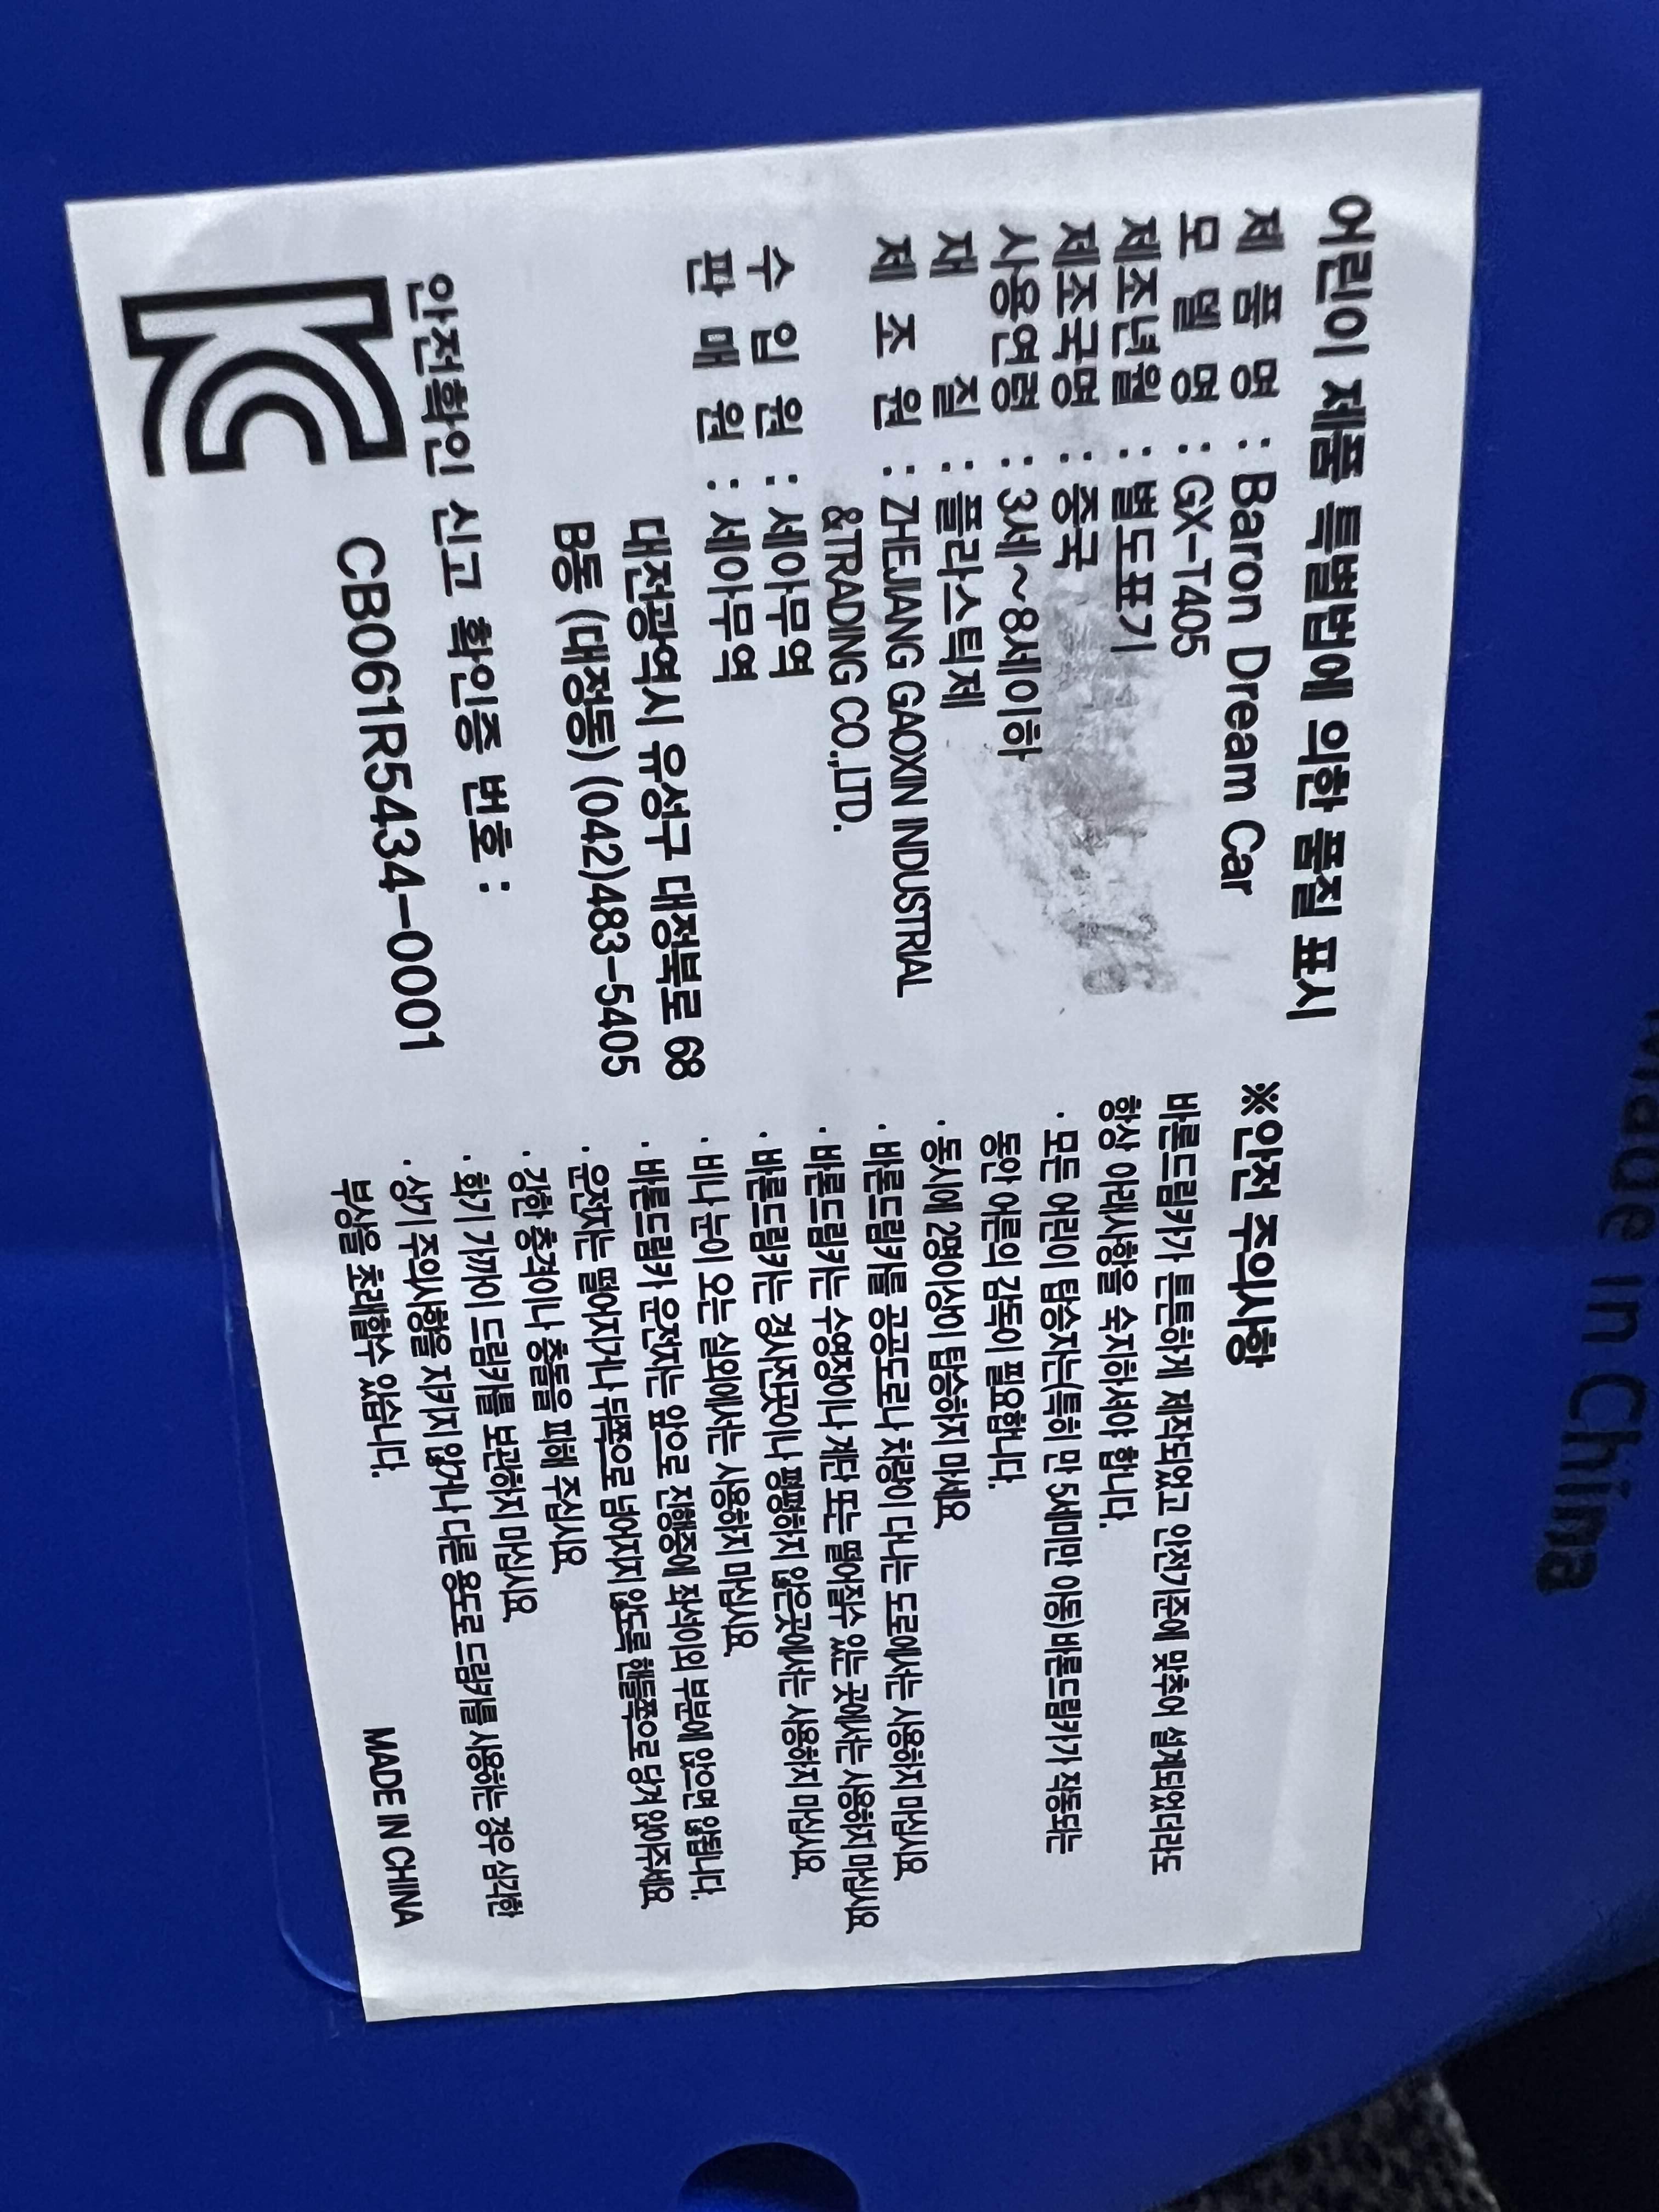 어린이 제품 특별법에 의한 품질 표시
제 품 명 : Baron Dream Car
모 델 명 : GX-T405
제조년월 : 별도표기
제조국명 : 중국
사용연령 : 3세~8세이하
재 질 : 플라스틱제
제 조 원 : ZHEJIANG GAOXIN INDUSTRIAL
&TRADING CO.,LTD.
수 입 원 : 세아무역
판 매 원 : 세아무역
대전광역시 유성구 대정북로 68
B동 (대정동) (042)483-5405
안전확인 신고 확인증 번호 :
CB061R5434-0001
※안전 주의사항
바론드림카가 튼튼하게 제작되었고 안전기준에 맞추어 설계되었더라도
항상 아래사항을 숙지하셔야 합니다.
· 모든 어린이 탑승자는(특히 만 5세미만 아동)바론드림카가 작동되는
동안 어른의 감독이 필요합니다.
· 동시에 2명이상이 탑승하지 마세요.
· 바론드림카를 공공도로나 차량이 다니는 도로에서는 사용하지 마십시요.
· 바론드림카는 수영장이나 계단 또는 떨어질수 있는 곳에서는 사용하지 마십시요.
· 바론드림카는 경사진곳이나 평평하지 않은곳에서는 사용하지 마십시요.
· 비나 눈이 오는 실외에서는 사용하지 마십시요.
· 바론드림카 운전자는 앞으로 진행중에 좌석이외 부분에 앉으면 않됩니다.
· 운전자는 떨어지거나 뒤쪽으로 넘어지지 않도록 핸들쪽으로 당겨 앉아주세요.
· 강한 충격이나 충돌을 피해 주십시요.
· 화기 가까이 드림카를 보관하지 마십시요.
· 상기 주의사항을 지키지 않거나 다른 용도로 드림카를 사용하는 경우 심각한
부상을 초래할수 있습니다.
MADE IN CHINA
Made in China